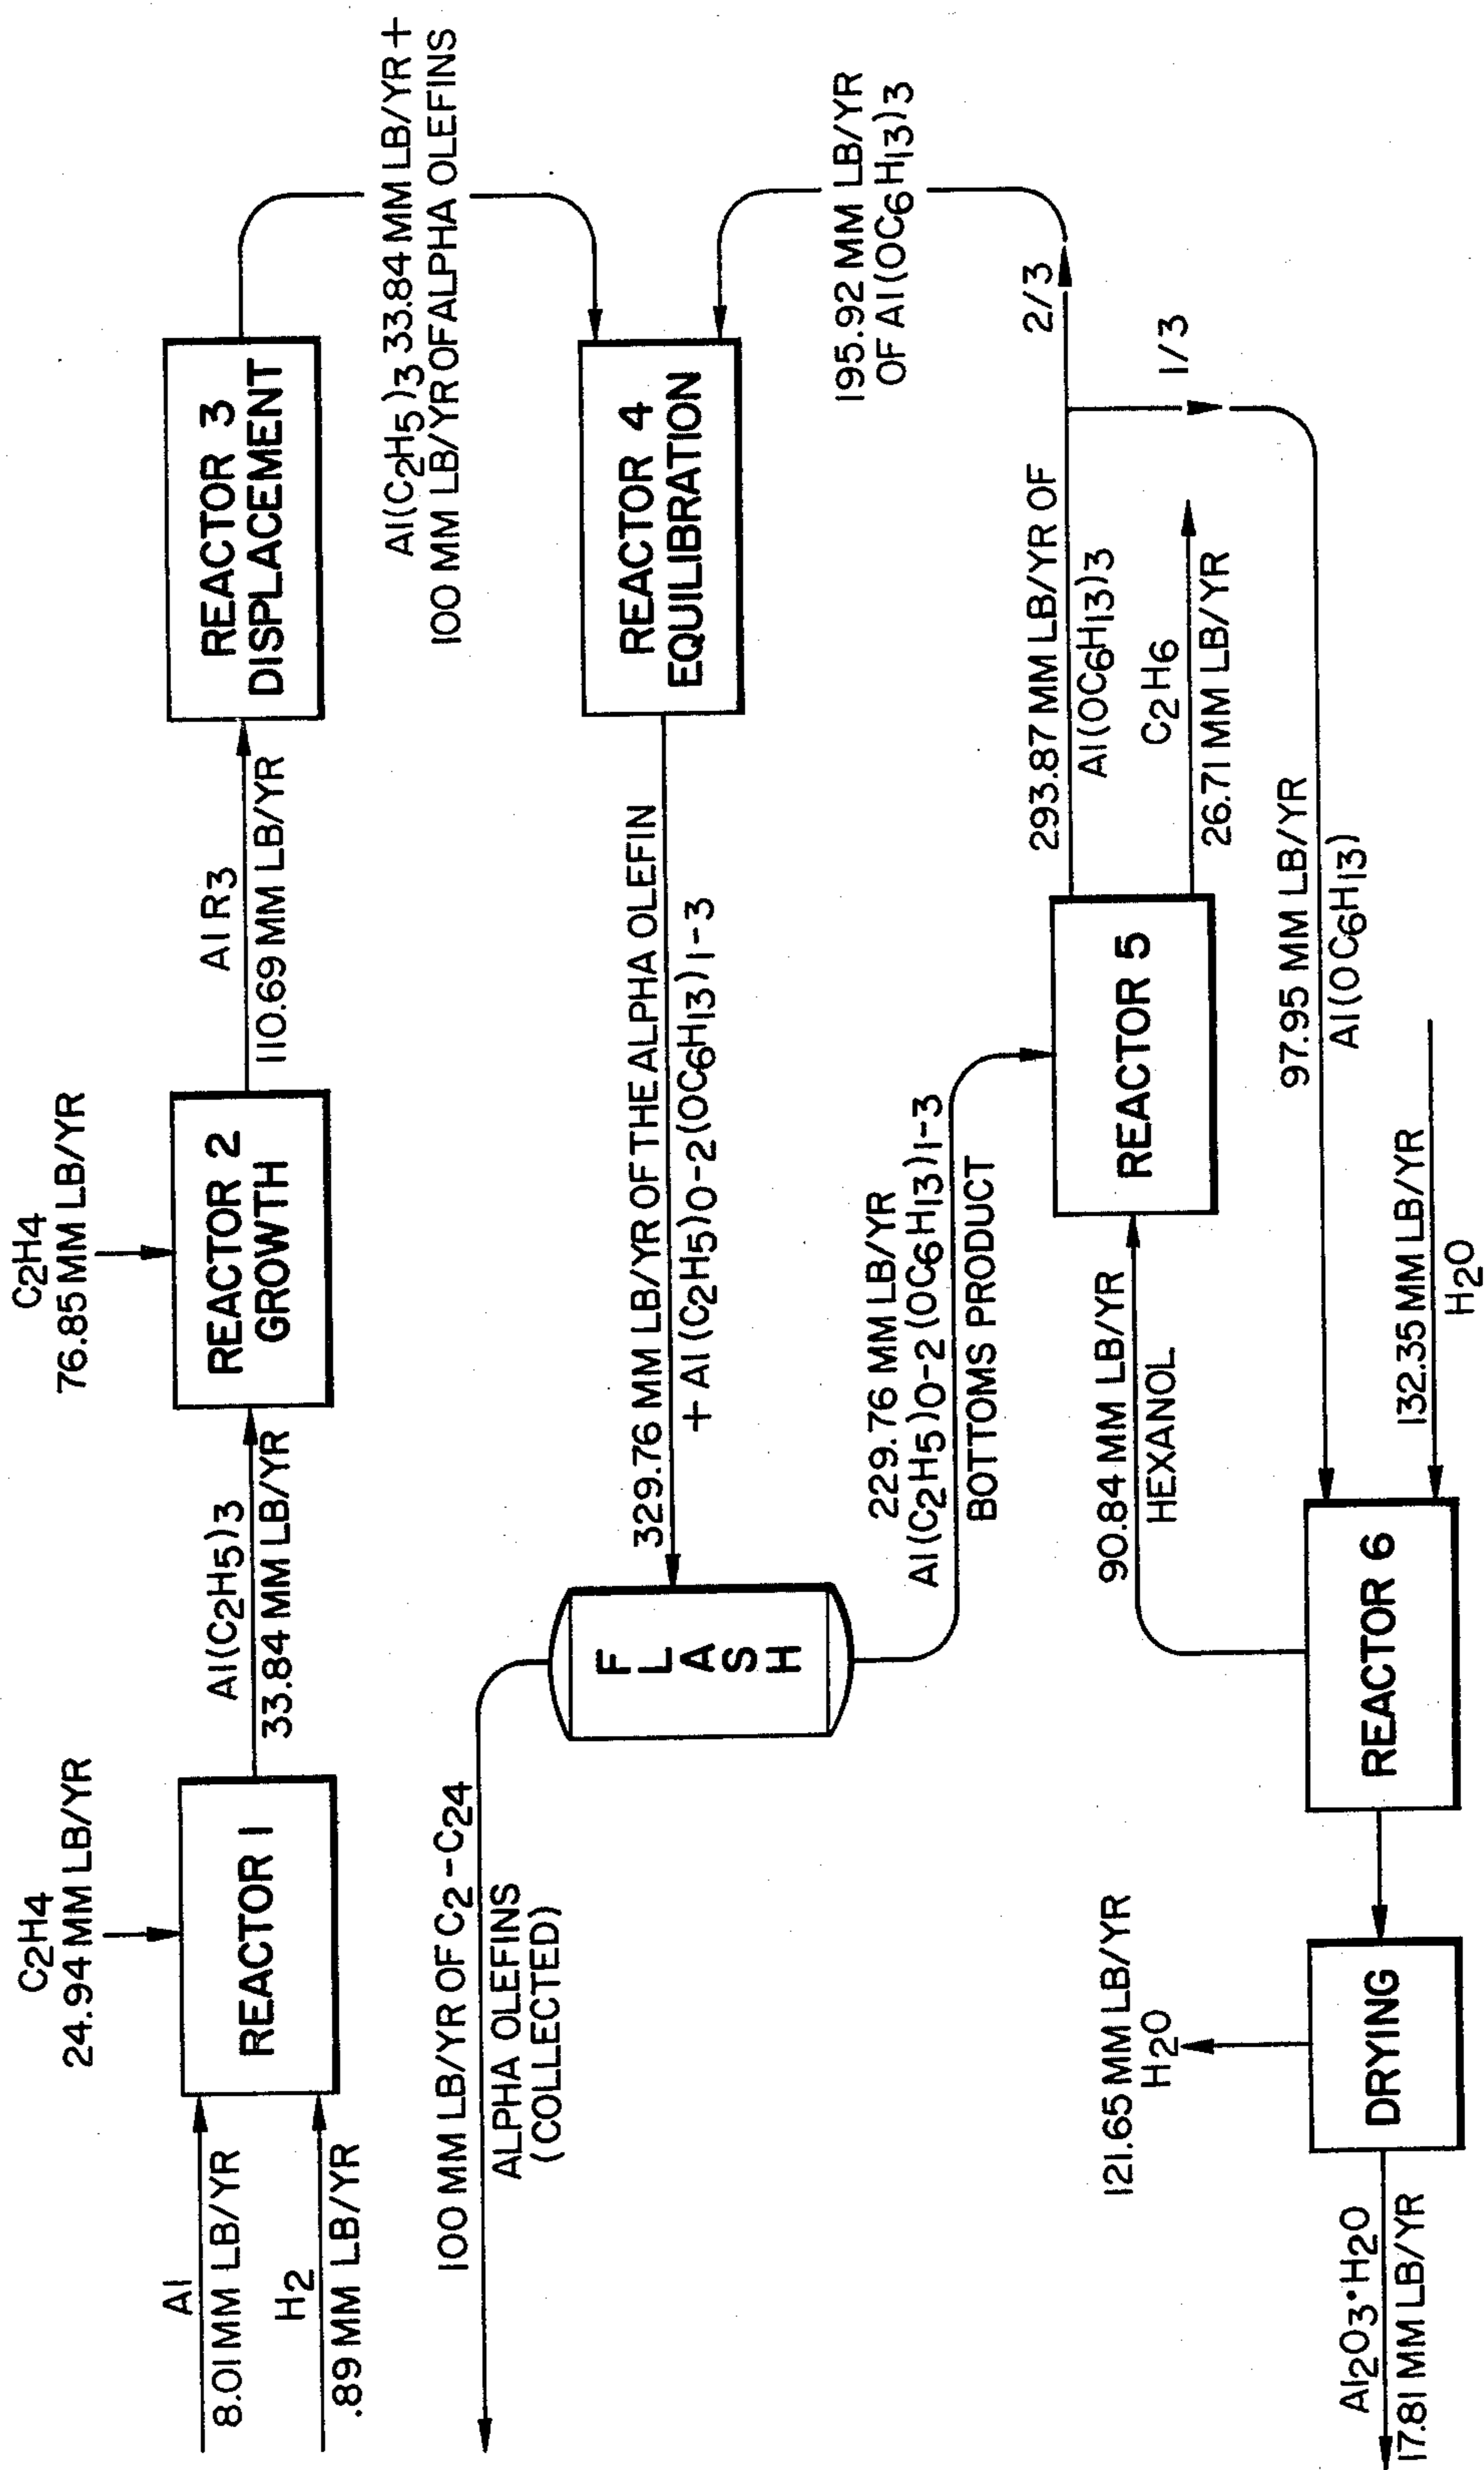 C2H4
24.94 MM LB/YR
Al
8.01 MM LB/YR
H2
.89 MM LB/YR
REACTOR 1
Al(C2H5)3
33.84 MM LB/YR
C2H4
76.85 MM LB/YR
REACTOR 2
GROWTH
AlR3
110.69 MM LB/YR
REACTOR 3
DISPLACEMENT
Al(C2H5)3 33.84 MM LB/YR +
100 MM LB/YR OF ALPHA OLEFINS
REACTOR 4
EQUILIBRATION
195.92 MM LB/YR
OF Al(OC6H13)3
329.76 MM LB/YR OF THE ALPHA OLEFIN
+ Al(C2H5)0-2(OC6H13)1-3
FLASH
100 MM LB/YR OF C2-C24
ALPHA OLEFINS
(COLLECTED)
229.76 MM LB/YR
Al(C2H5)0-2(OC6H13)1-3
BOTTOMS PRODUCT
REACTOR 5
293.87 MM LB/YR OF
Al(OC6H13)3
2/3
1/3
C2H6
26.71 MM LB/YR
90.84 MM LB/YR
HEXANOL
97.95 MM LB/YR
Al(OC6H13)
132.35 MM LB/YR
H2O
REACTOR 6
DRYING
121.65 MM LB/YR
H2O
Al2O3•H2O
17.81 MM LB/YR